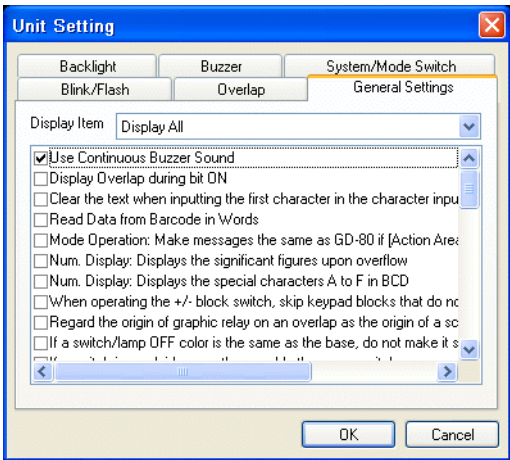 Unit Setting
Backlight Buzzer System/Mode Switch
Blink/Flash Overlap General Settings
Display Item Display All
Use Continuous Buzzer Sound
Display Overlap during bit ON
Clear the text when inputting the first character in the character inpu
Read Data from Barcode in Words
Mode Operation: Make messages the same as GD-80 if [Action Area
Num. Display: Displays the significant figures upon overflow
Num. Display: Displays the special characters A to F in BCD
When operating the +/- block switch, skip keypad blocks that do no
Regard the origin of graphic relay on an overlap as the origin of a sc
If a switch/lamp OFF color is the same as the base, do not make it s
OK Cancel